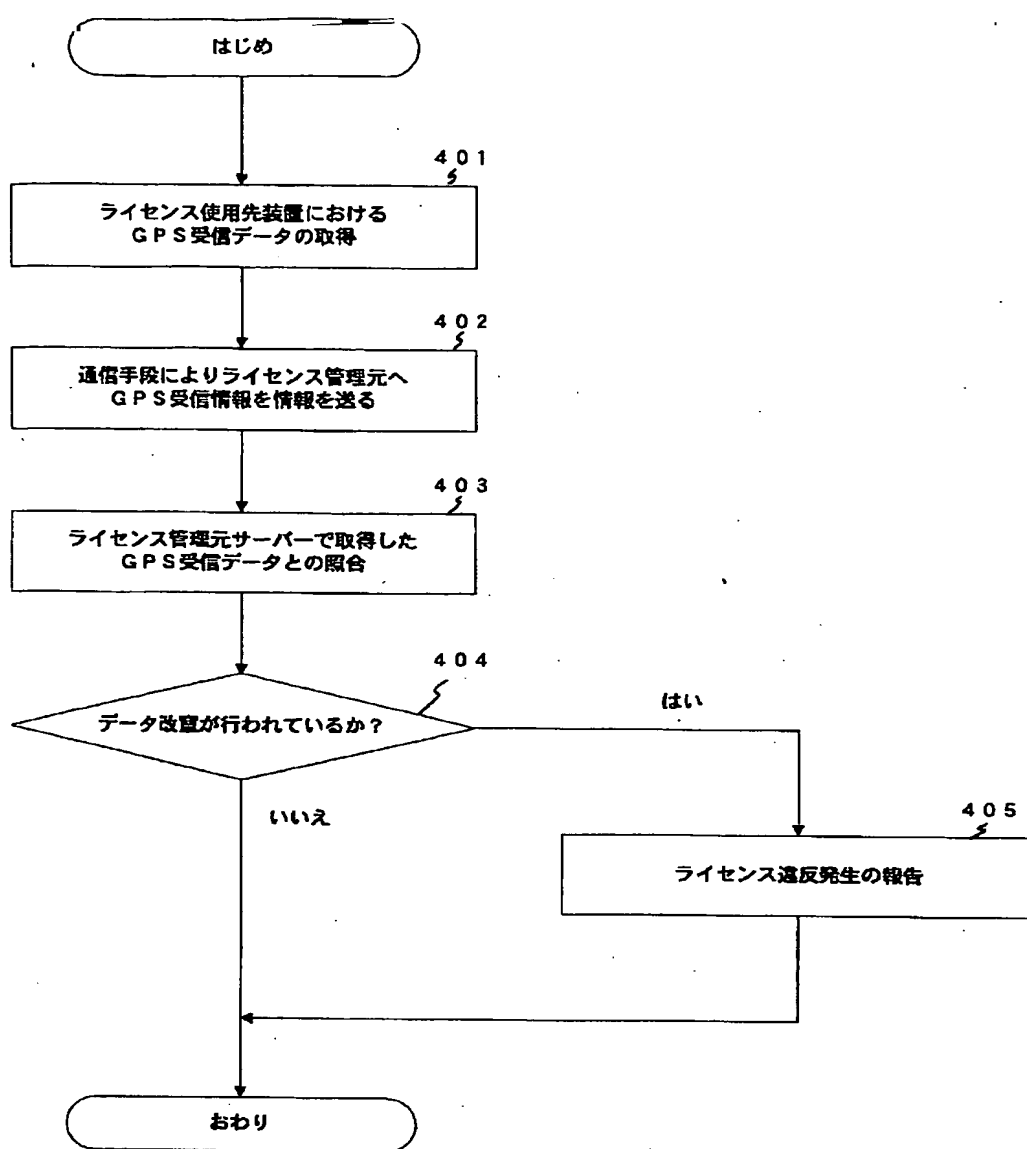 はじめ
401
ライセンス使用先装置における
GPS受信データの取得
402
通信手段によりライセンス管理元へ
GPS受信情報を情報を送る
403
ライセンス管理元サーバーで取得した
GPS受信データとの照合
404
データ改竄が行われているか?
はい
いいえ
405
ライセンス違反発生の報告
おわり